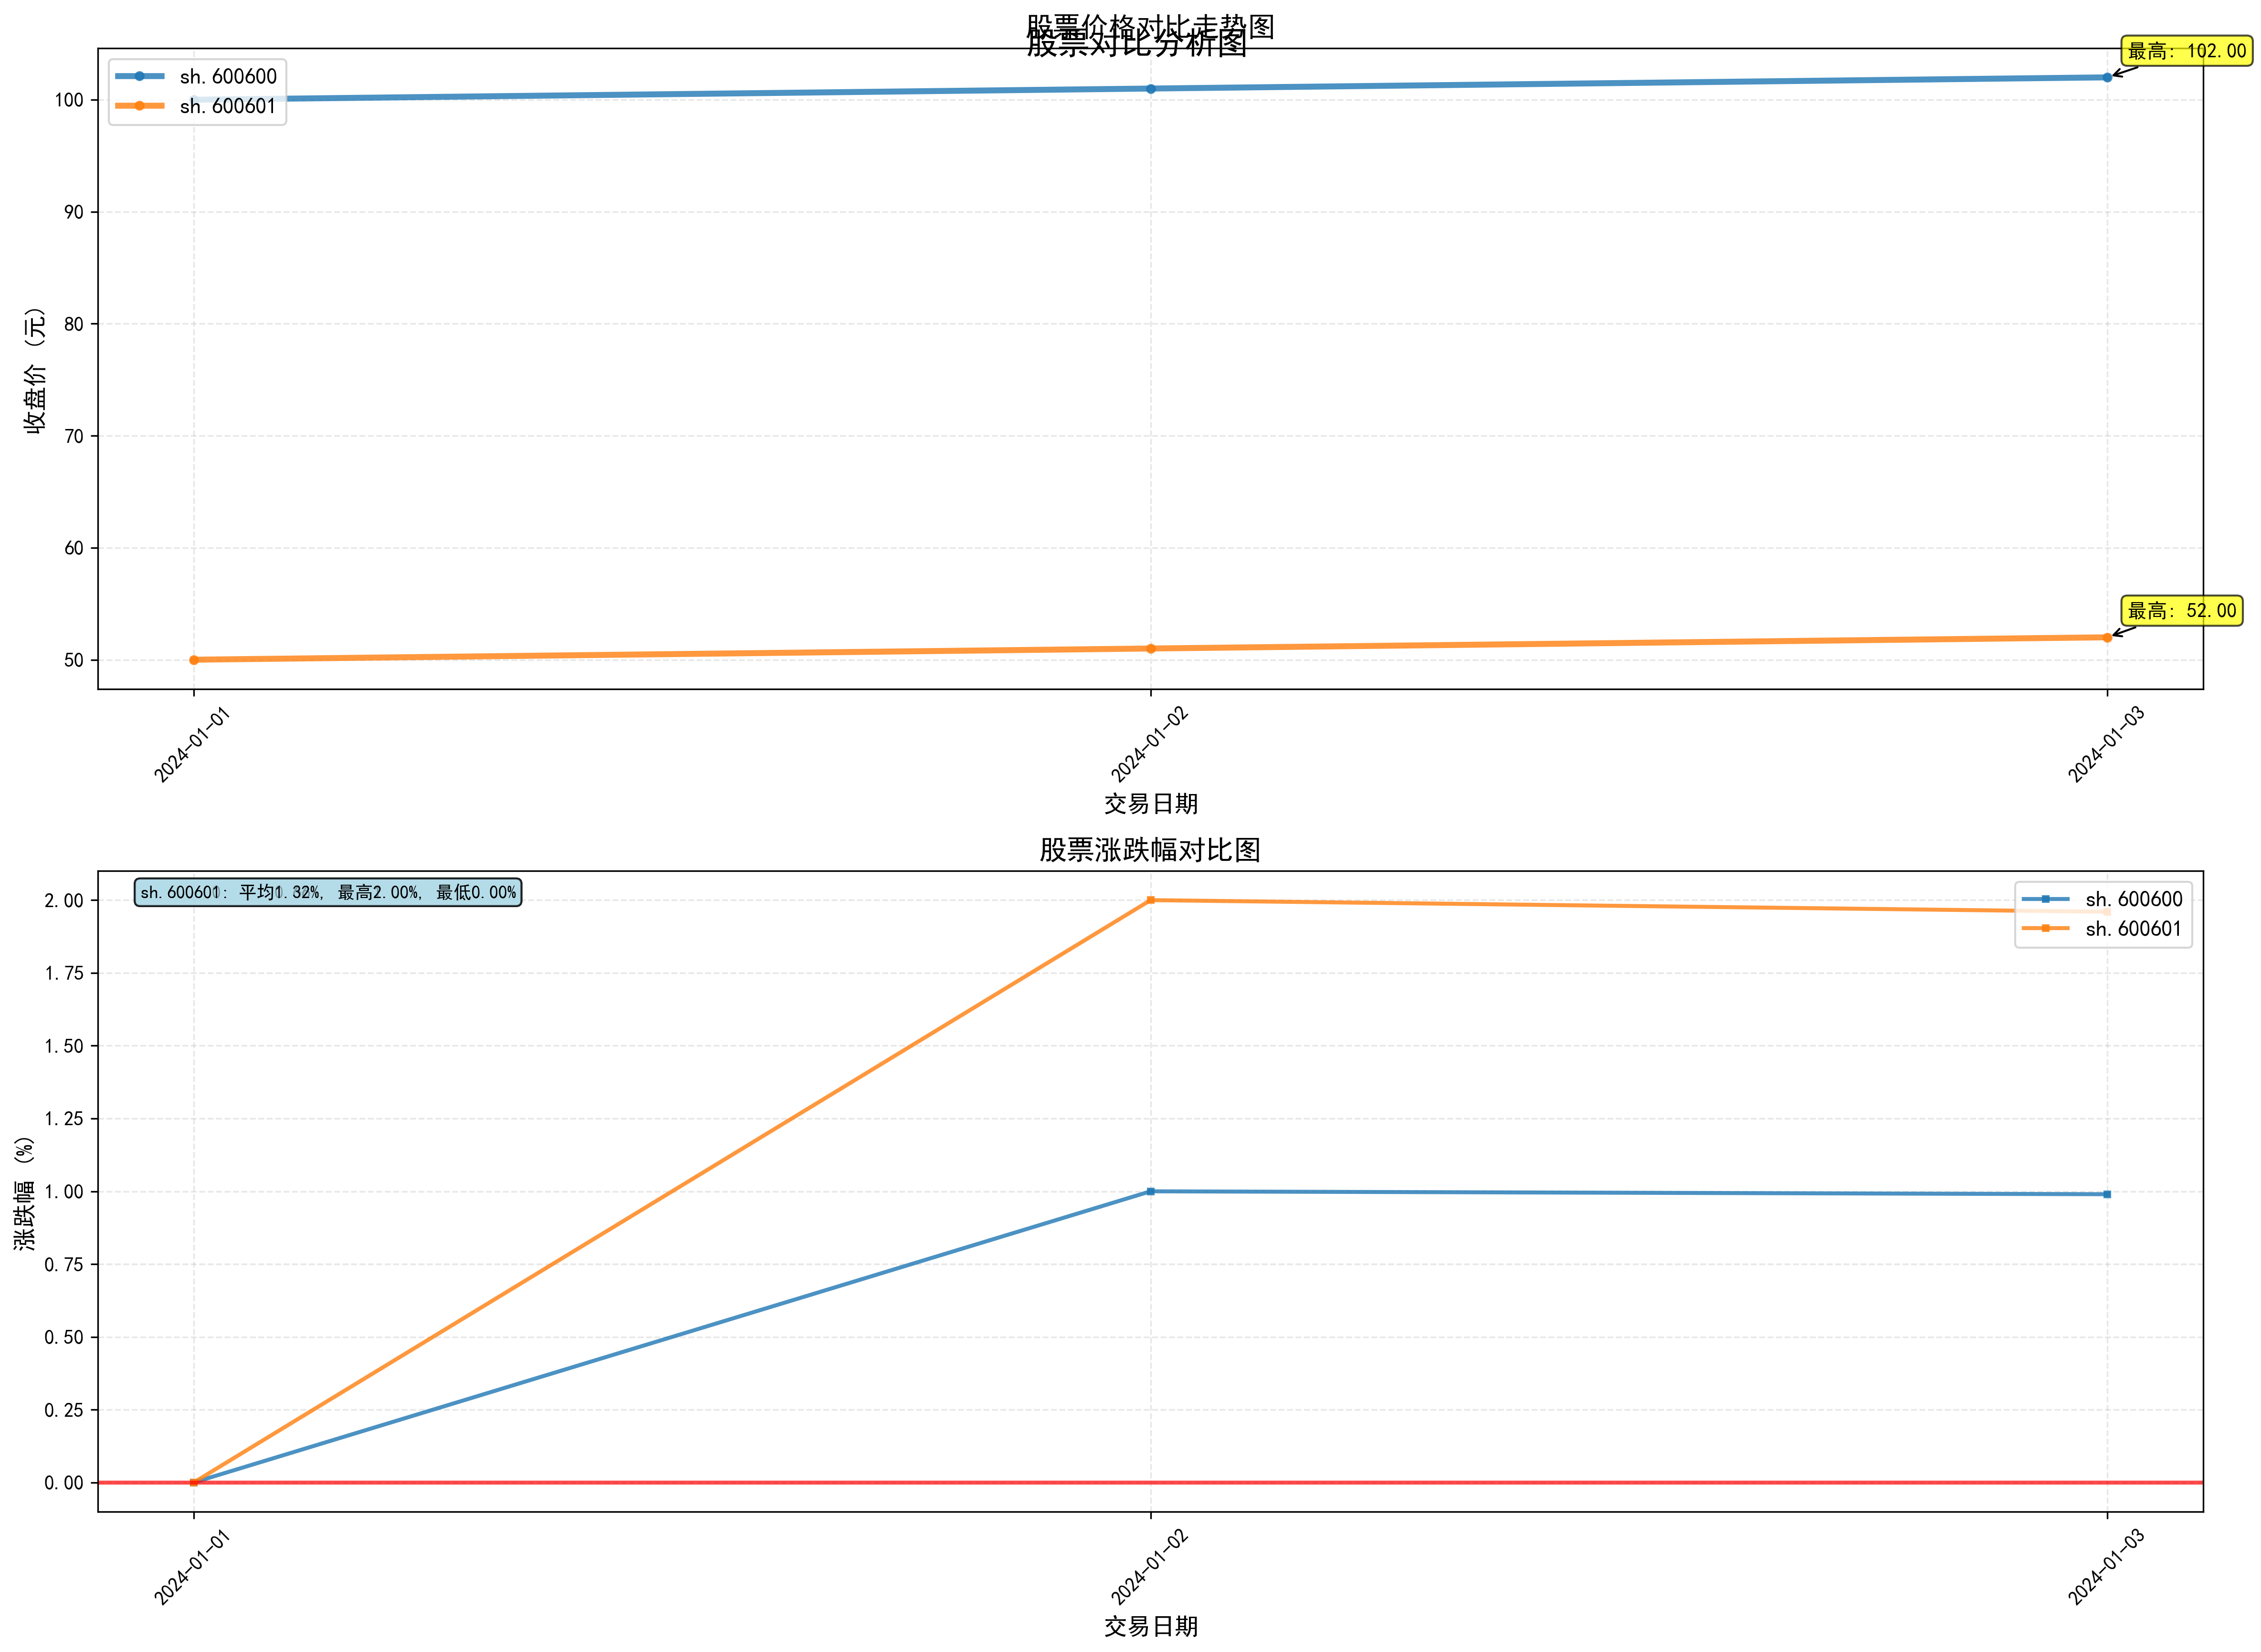 股票价格对比走势图
股票对比分析图
最高: 102.00
sh.600600
sh.600601
100
90
80
70
60
50
收盘价 (元)
最高: 52.00
2024-01-01
2024-01-02
2024-01-03
交易日期
股票涨跌幅对比图
sh.600601: 平均1.32%, 最高2.00%, 最低0.00%
sh.600600
sh.600601
2.00
1.75
1.50
1.25
1.00
0.75
0.50
0.25
0.00
涨跌幅 (%)
2024-01-01
2024-01-02
2024-01-03
交易日期